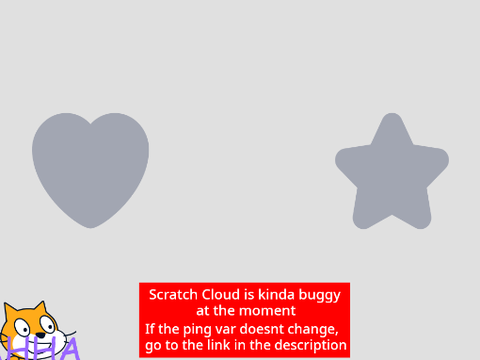 Scratch Cloud is kinda buggy
at the moment
If the ping var doesnt change,
go to the link in the description
HHA